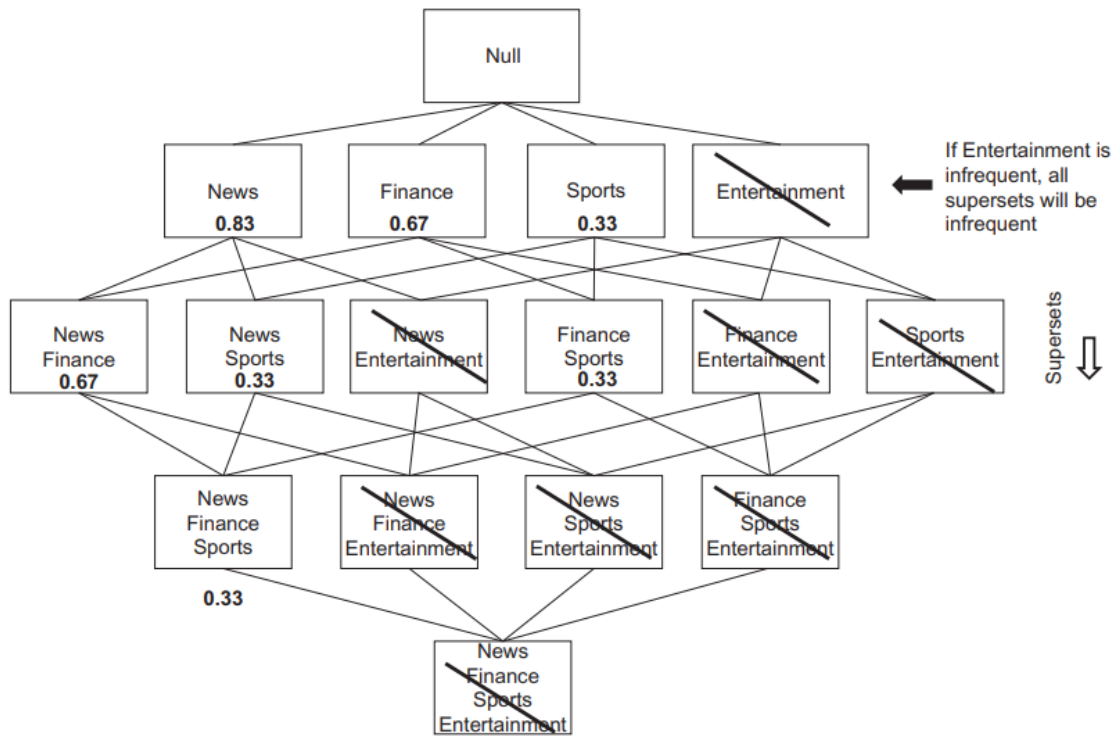 Null
News
0.83
Finance
0.67
Sports
0.33
Entertainment
If Entertainment is
infrequent, all
supersets will be
infrequent
News
Finance
0.67
News
Sports
0.33
News
Entertainment
Finance
Sports
0.33
Finance
Entertainment
Sports
Entertainment
Supersets
News
Finance
Sports
0.33
News
Finance
Entertainment
News
Sports
Entertainment
Finance
Sports
Entertainment
News
Finance
Sports
Entertainment